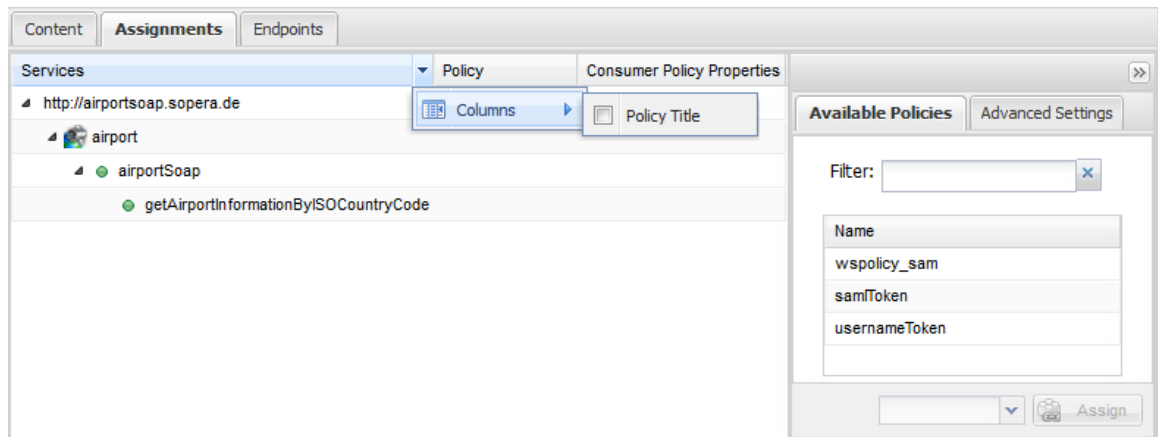 Content Assignments Endpoints
Services Policy Consumer Policy Properties
http://airportsoap.sopera.de
Columns Policy Title
airport
airportSoap
getAirportInformationByISOCountryCode
Available Policies Advanced Settings
Filter:
Name
wspolicy_sam
samlToken
usernameToken
Assign